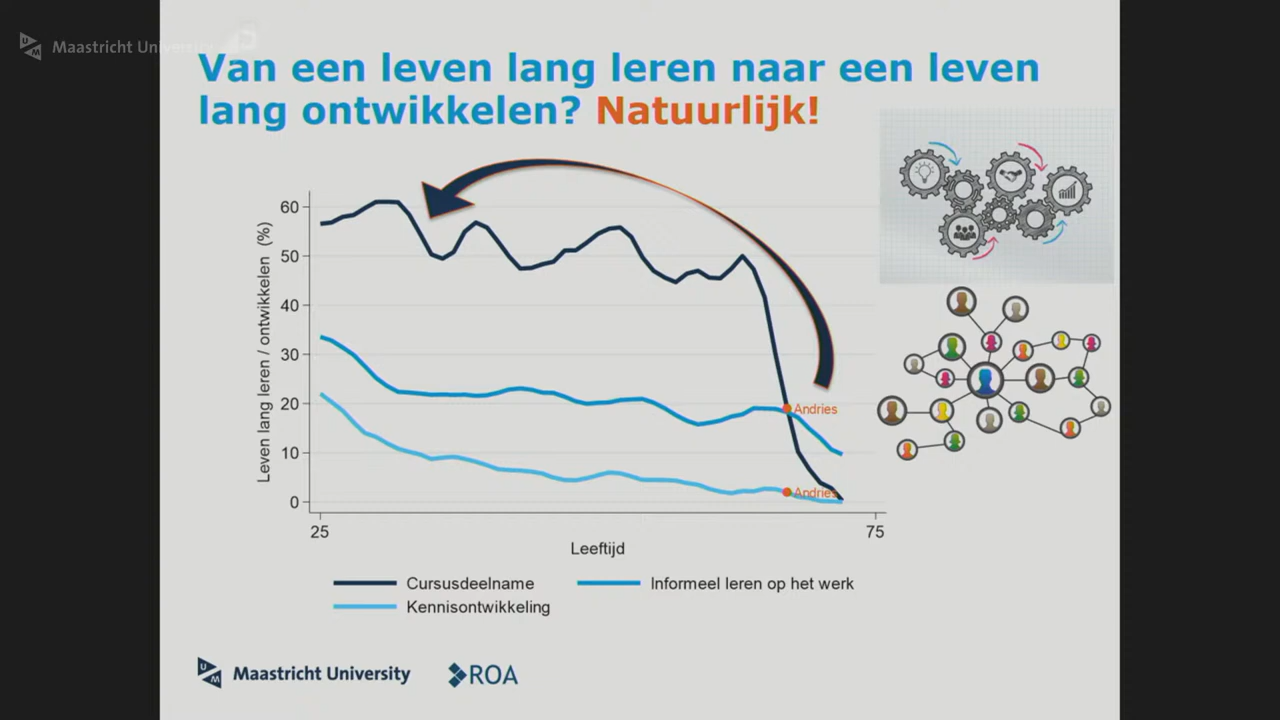 Maastricht University
Van een leven lang leren naar een leven
lang ontwikkelen? Natuurlijk!
Leven lang leren / ontwikkelen (%)
60
50
40
30
20
10
0
Andries
Andries
25
75
Leeftijd
Cursusdeelname
Informeel leren op het werk
Kennisontwikkeling
Maastricht University
ROA